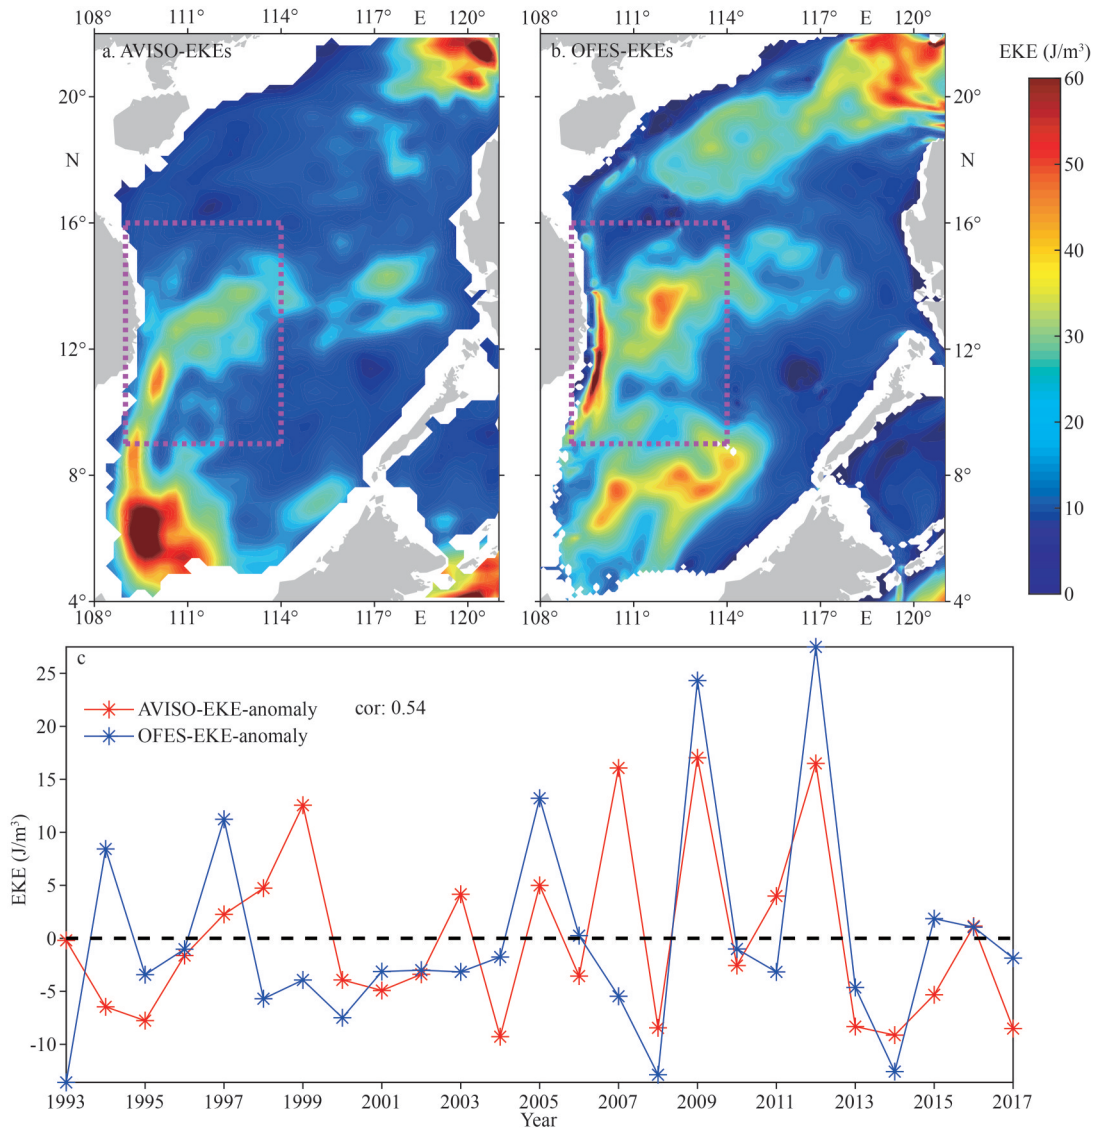 108° 111° 114° 117° E 120° 108° 111° 114° 117° E 120°
a. AVISO-EKEs
b. OFES-EKEs
EKE (J/m³)
20°
N
16°
12°
8°
4°
20°
N
16°
12°
8°
4°
60
50
40
30
20
10
0
108° 111° 114° 117° E 120° 108° 111° 114° 117° E 120°
c
AVISO-EKE-anomaly cor: 0.54
OFES-EKE-anomaly
EKE (J/m³)
25
20
15
10
5
0
-5
-10
1993 1995 1997 1999 2001 2003 2005 2007 2009 2011 2013 2015 2017
Year